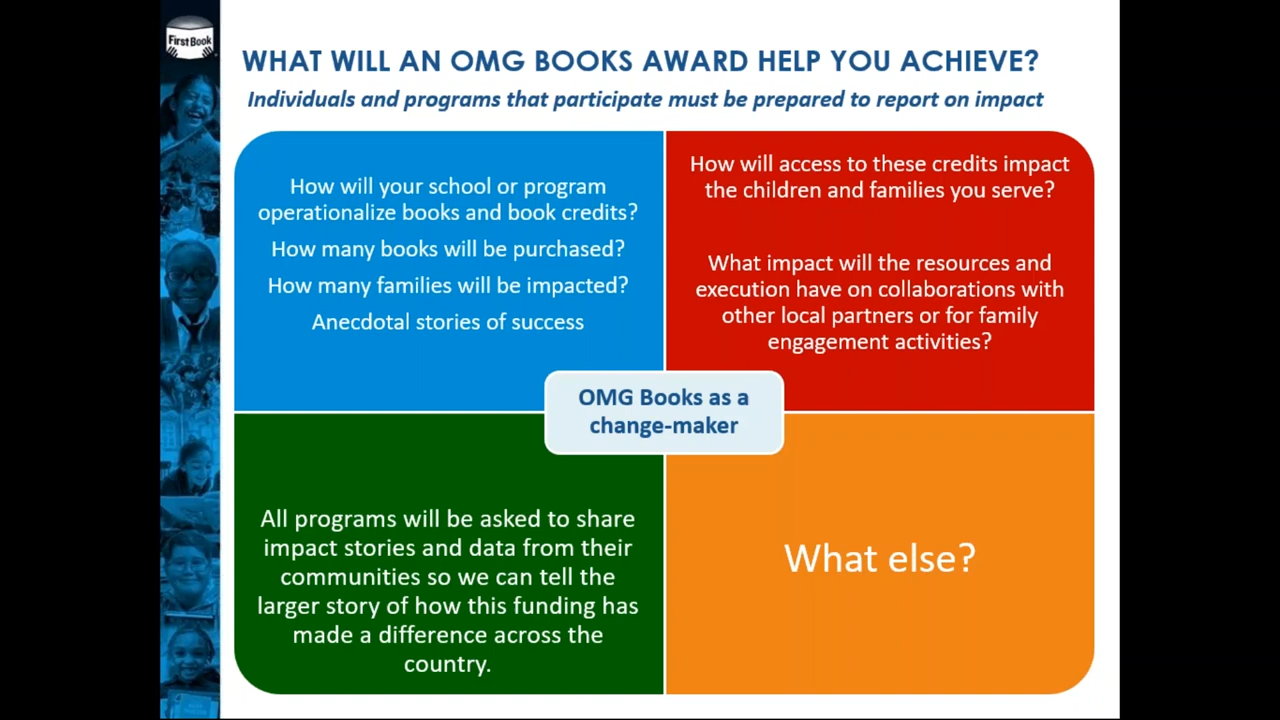 First Book
WHAT WILL AN OMG BOOKS AWARD HELP YOU ACHIEVE?
Individuals and programs that participate must be prepared to report on impact
How will your school or program
operationalize books and book credits?
How many books will be purchased?
How many families will be impacted?
Anecdotal stories of success
How will access to these credits impact
the children and families you serve?
What impact will the resources and
execution have on collaborations with
other local partners or for family
engagement activities?
OMG Books as a
change-maker
All programs will be asked to share
impact stories and data from their
communities so we can tell the
larger story of how this funding has
made a difference across the
country.
What else?